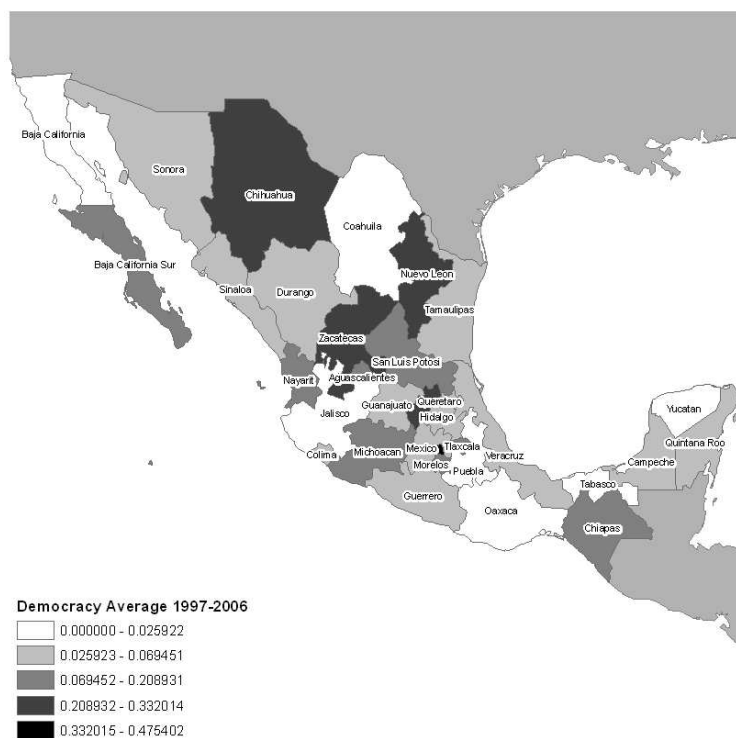 Baja California
Sonora
Chihuahua
Coahuila
Baja California Sur
Sinaloa
Durango
Nuevo Leon
Tamaulipas
Zacatecas
San Luis Potosi
Nayarit
Aguascalientes
Jalisco
Guanajuato
Queretaro
Hidalgo
Yucatan
Quintana Roo
Campeche
Colima
Michoacan
Mexico
Tlaxcala
Veracruz
Morelos
Puebla
Tabasco
Guerrero
Oaxaca
Chiapas
Democracy Average 1997-2006
0.000000 - 0.025922
0.025923 - 0.069451
0.069452 - 0.208931
0.208932 - 0.332014
0.332015 - 0.475402